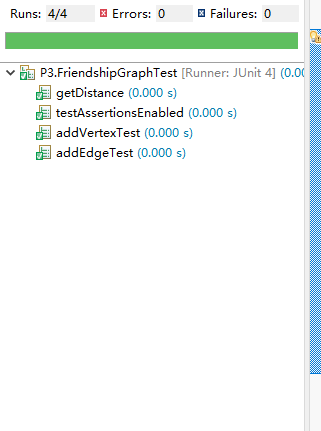 Runs: 4/4 Errors: 0 Failures: 0
P3.FriendshipGraphTest [Runner: JUnit 4] (0.00
getDistance (0.000 s)
testAssertionsEnabled (0.000 s)
addVertexTest (0.000 s)
addEdgeTest (0.000 s)